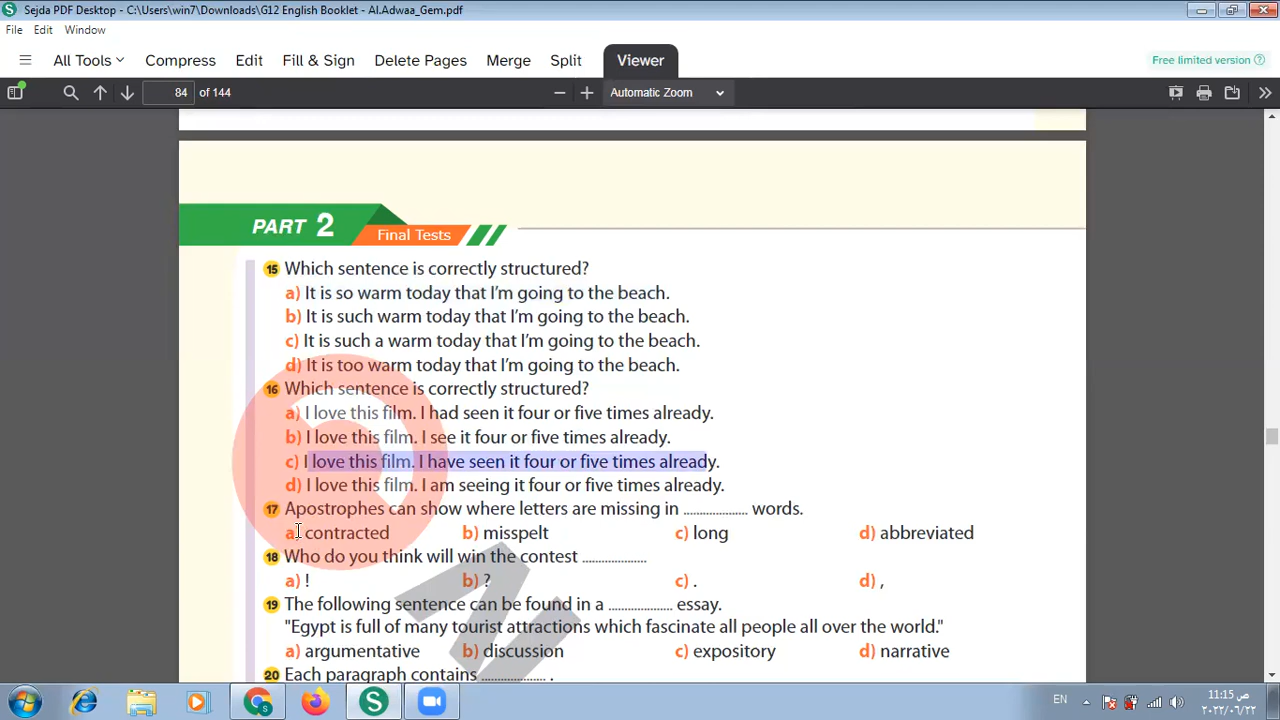 Sejda PDF Desktop - C:\Users\win7\Downloads\G12 English Booklet - Al.Adwaa_Gem.pdf
File Edit Window
All Tools Compress Edit Fill & Sign Delete Pages Merge Split Viewer Free limited version
84 of 144 Automatic Zoom
PART 2
Final Tests
15 Which sentence is correctly structured?
a) It is so warm today that I'm going to the beach.
b) It is such warm today that I'm going to the beach.
c) It is such a warm today that I'm going to the beach.
d) It is too warm today that I'm going to the beach.
16 Which sentence is correctly structured?
a) I love this film. I had seen it four or five times already.
b) I love this film. I see it four or five times already.
c) I love this film. I have seen it four or five times already.
d) I love this film. I am seeing it four or five times already.
17 Apostrophes can show where letters are missing in ................... words.
a) contracted b) misspelt c) long d) abbreviated
18 Who do you think will win the contest ...................
a) ! b) ? c) . d) ,
19 The following sentence can be found in a ................... essay.
"Egypt is full of many tourist attractions which fascinate all people all over the world."
a) argumentative b) discussion c) expository d) narrative
20 Each paragraph contains ................... .
EN
11:15 ص
٢٠٢٢/٠٦/٢٢